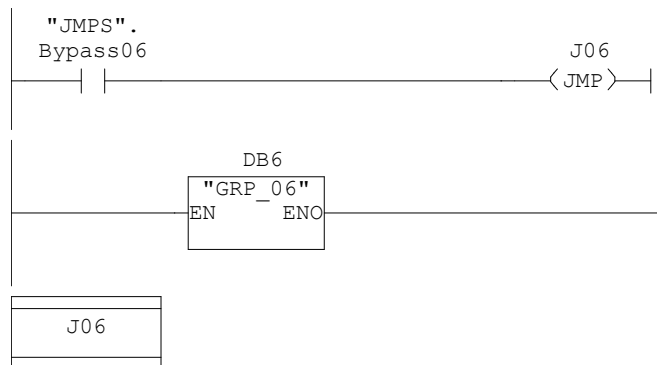 "JMPS".
Bypass06
J06
JMP
DB6
"GRP_06"
EN ENO
J06